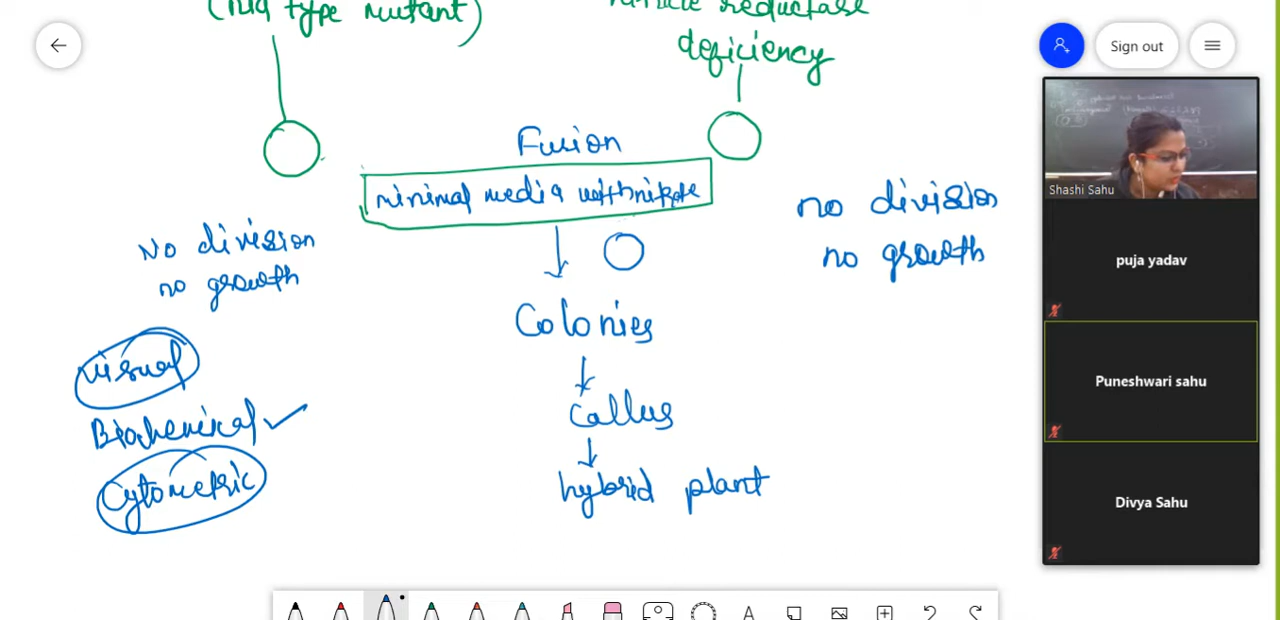 (nia type mutant)
reductase
deficiency
Sign out
Fusion
minimal media with nitrate
Shashi Sahu
no division
no growth
No division
no growth
puja yadav
Colonies
visual
Puneshwari sahu
Callus
Biochemical ✓
Cytometric
hybrid plant
Divya Sahu
A